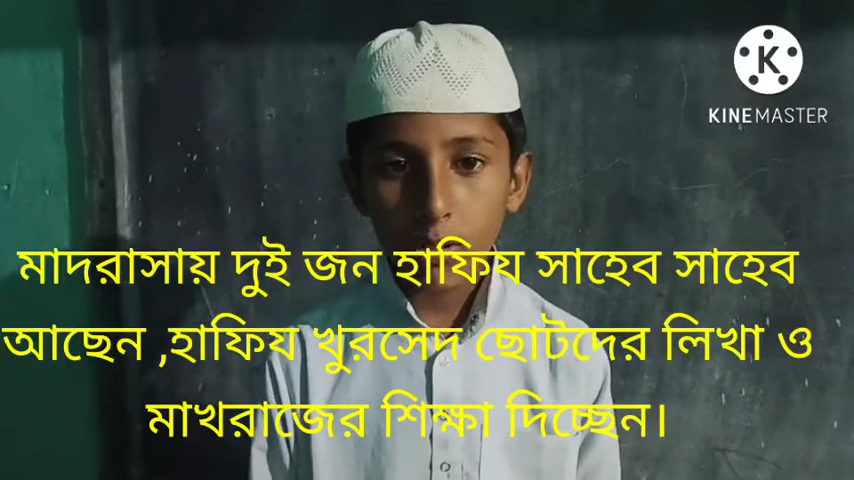 KINEMASTER
মাদরাসায় দুই জন হাফিয সাহেব সাহেব
আছেন ,হাফিয খুরসেদ ছোটদের লিখা ও
মাখরাজের শিক্ষা দিচ্ছেন।